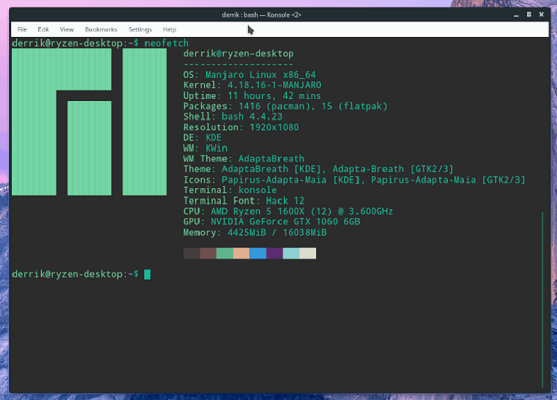 derrik : bash — Konsole <2>
File Edit View Bookmarks Settings Help
derrik@ryzen-desktop:~$ neofetch
derrik@ryzen-desktop
--------------------
OS: Manjaro Linux x86_64
Kernel: 4.18.16-1-MANJARO
Uptime: 11 hours, 42 mins
Packages: 1416 (pacman), 15 (flatpak)
Shell: bash 4.4.23
Resolution: 1920x1080
DE: KDE
WM: KWin
WM Theme: AdaptaBreath
Theme: AdaptaBreath [KDE], Adapta-Breath [GTK2/3]
Icons: Papirus-Adapta-Maia [KDE], Papirus-Adapta-Maia [GTK2/3]
Terminal: konsole
Terminal Font: Hack 12
CPU: AMD Ryzen 5 1600X (12) @ 3.600GHz
GPU: NVIDIA GeForce GTX 1060 6GB
Memory: 4425MiB / 16038MiB
derrik@ryzen-desktop:~$